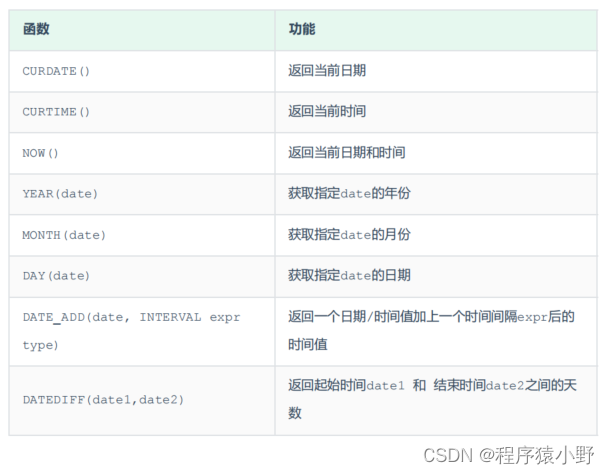 函数 功能
CURDATE() 返回当前日期
CURTIME() 返回当前时间
NOW() 返回当前日期和时间
YEAR(date) 获取指定date的年份
MONTH(date) 获取指定date的月份
DAY(date) 获取指定date的日期
DATE_ADD(date, INTERVAL expr
type)
返回一个日期/时间值加上一个时间间隔expr后的
时间值
DATEDIFF(date1,date2)
返回起始时间date1 和 结束时间date2之间的天
数
CSDN @程序猿小野